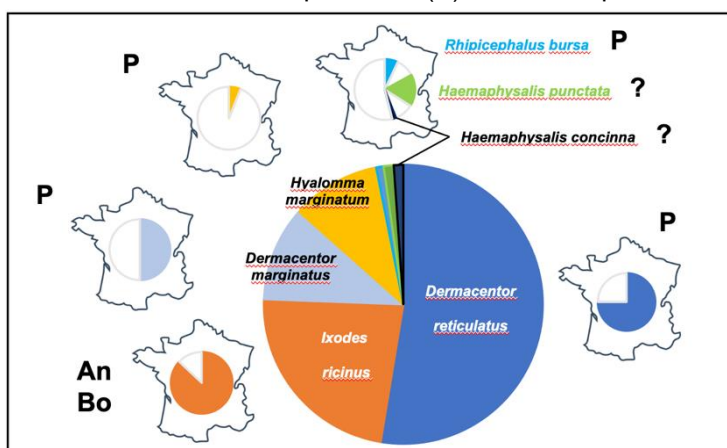 P
Rhipicephalus bursa P
Haemaphysalis punctata ?
Haemaphysalis concinna ?
Hyalomma
marginatum
P
P
Dermacentor
marginatus
Dermacentor
reticulatus
Ixodes
ricinus
An
Bo